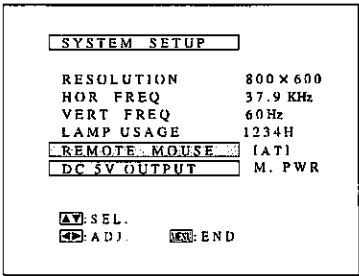 SYSTEM SETUP
RESOLUTION 800×600
HOR FREQ 37.9 KHz
VERT FREQ 60Hz
LAMP USAGE 1234H
REMOTE MOUSE [AT]
DC 5V OUTPUT M. PWR
▲▼:SEL.
◀▶:ADJ. MENU:END